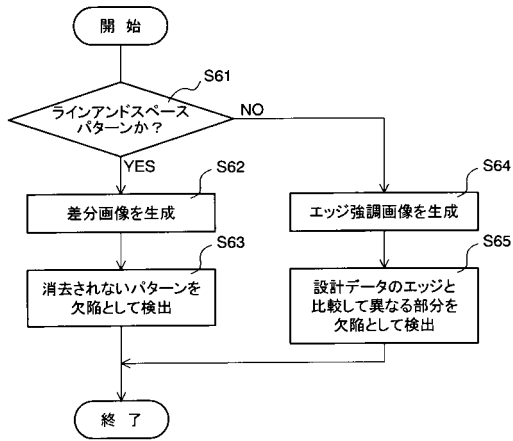 開 始
S61
ラインアンドスペース
パターンか？
NO
YES
S62
差分画像を生成
S63
消去されないパターンを
欠陥として検出
S64
エッジ強調画像を生成
S65
設計データのエッジと
比較して異なる部分を
欠陥として検出
終 了